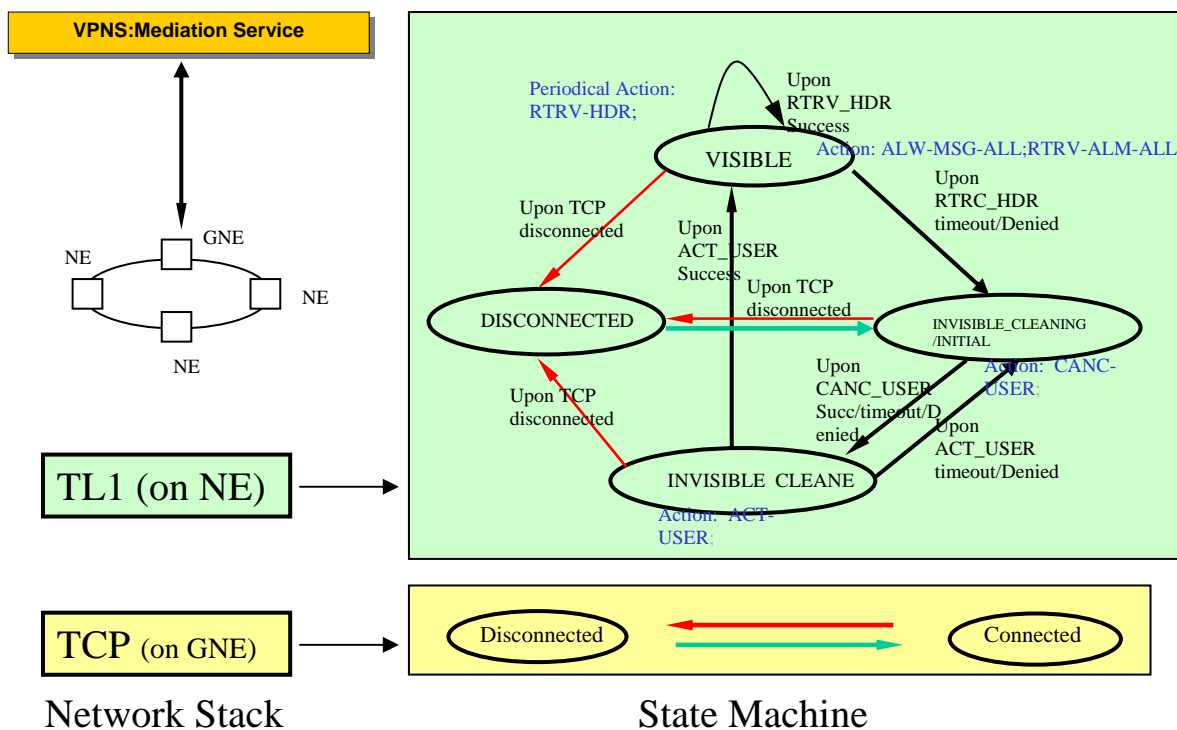 VPNS:Mediation Service
GNE
NE
NE
NE
Periodical Action:
RTRV-HDR;
Upon
RTRV_HDR
Success
VISIBLE
Action: ALW-MSG-ALL;RTRV-ALM-ALL
Upon TCP
disconnected
Upon
ACT_USER
Success
Upon
RTRC_HDR
timeout/Denied
DISCONNECTED
Upon TCP
disconnected
INVISIBLE_CLEANING
/INITIAL
Action: CANC-
USER;
Upon TCP
disconnected
Upon
CANC_USER
Succ/timeout/D
enied
Upon
ACT_USER
timeout/Denied
INVISIBLE CLEANE
Action: ACT-
USER;
TL1 (on NE)
TCP (on GNE)
Disconnected
Connected
Network Stack
State Machine